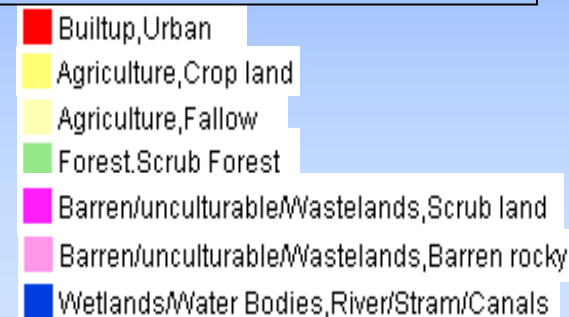 Builtup,Urban
Agriculture,Crop land
Agriculture,Fallow
Forest.Scrub Forest
Barren/unculturable/Wastelands,Scrub land
Barren/unculturable/Wastelands,Barren rocky
Wetlands/Water Bodies,River/Stram/Canals